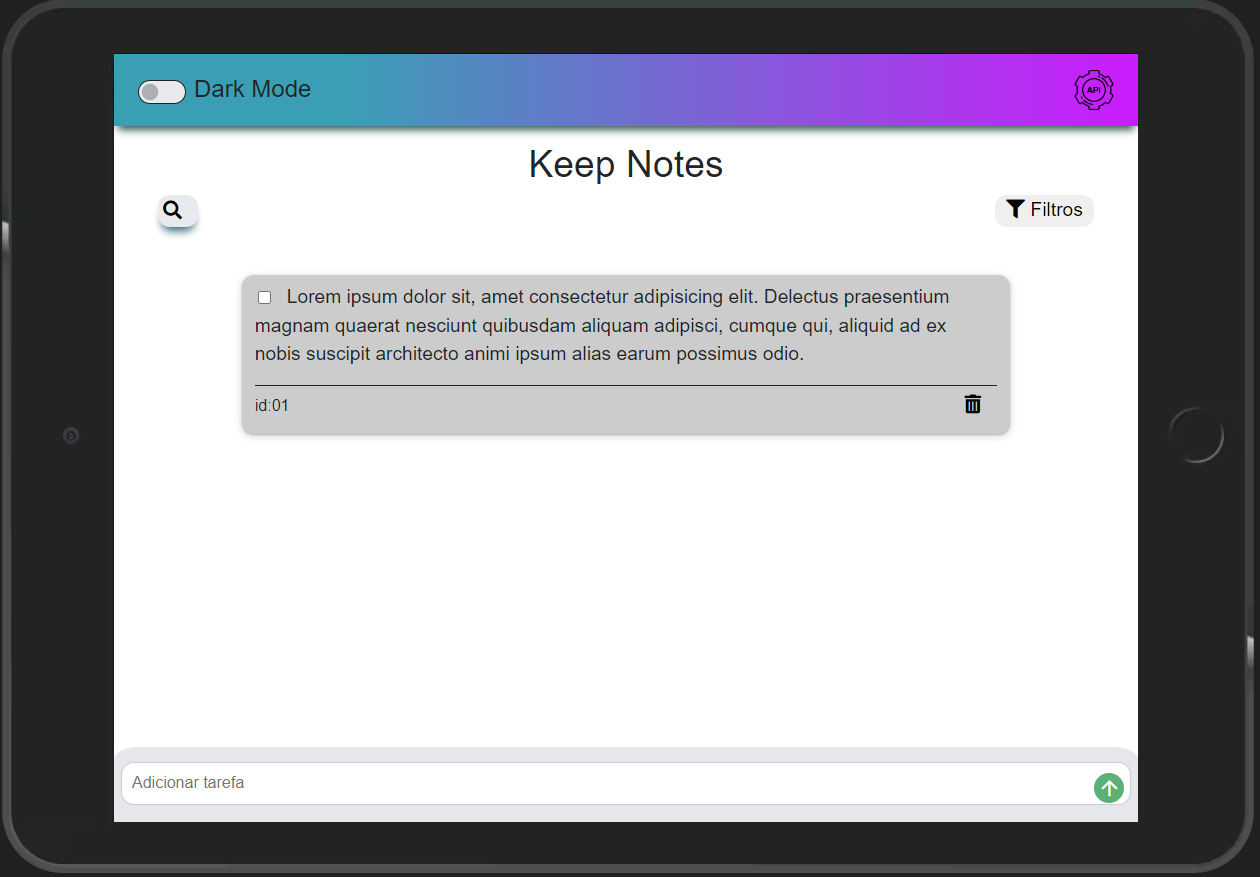 Dark Mode
API
Keep Notes
Filtros
Lorem ipsum dolor sit, amet consectetur adipisicing elit. Delectus praesentium
magnam quaerat nesciunt quibusdam aliquam adipisci, cumque qui, aliquid ad ex
nobis suscipit architecto animi ipsum alias earum possimus odio.
id:01
Adicionar tarefa